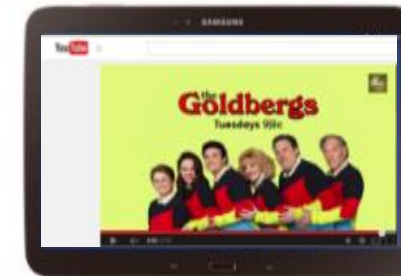 SAMSUNG
YouTube
the
Goldbergs
Tuesdays 9/8c